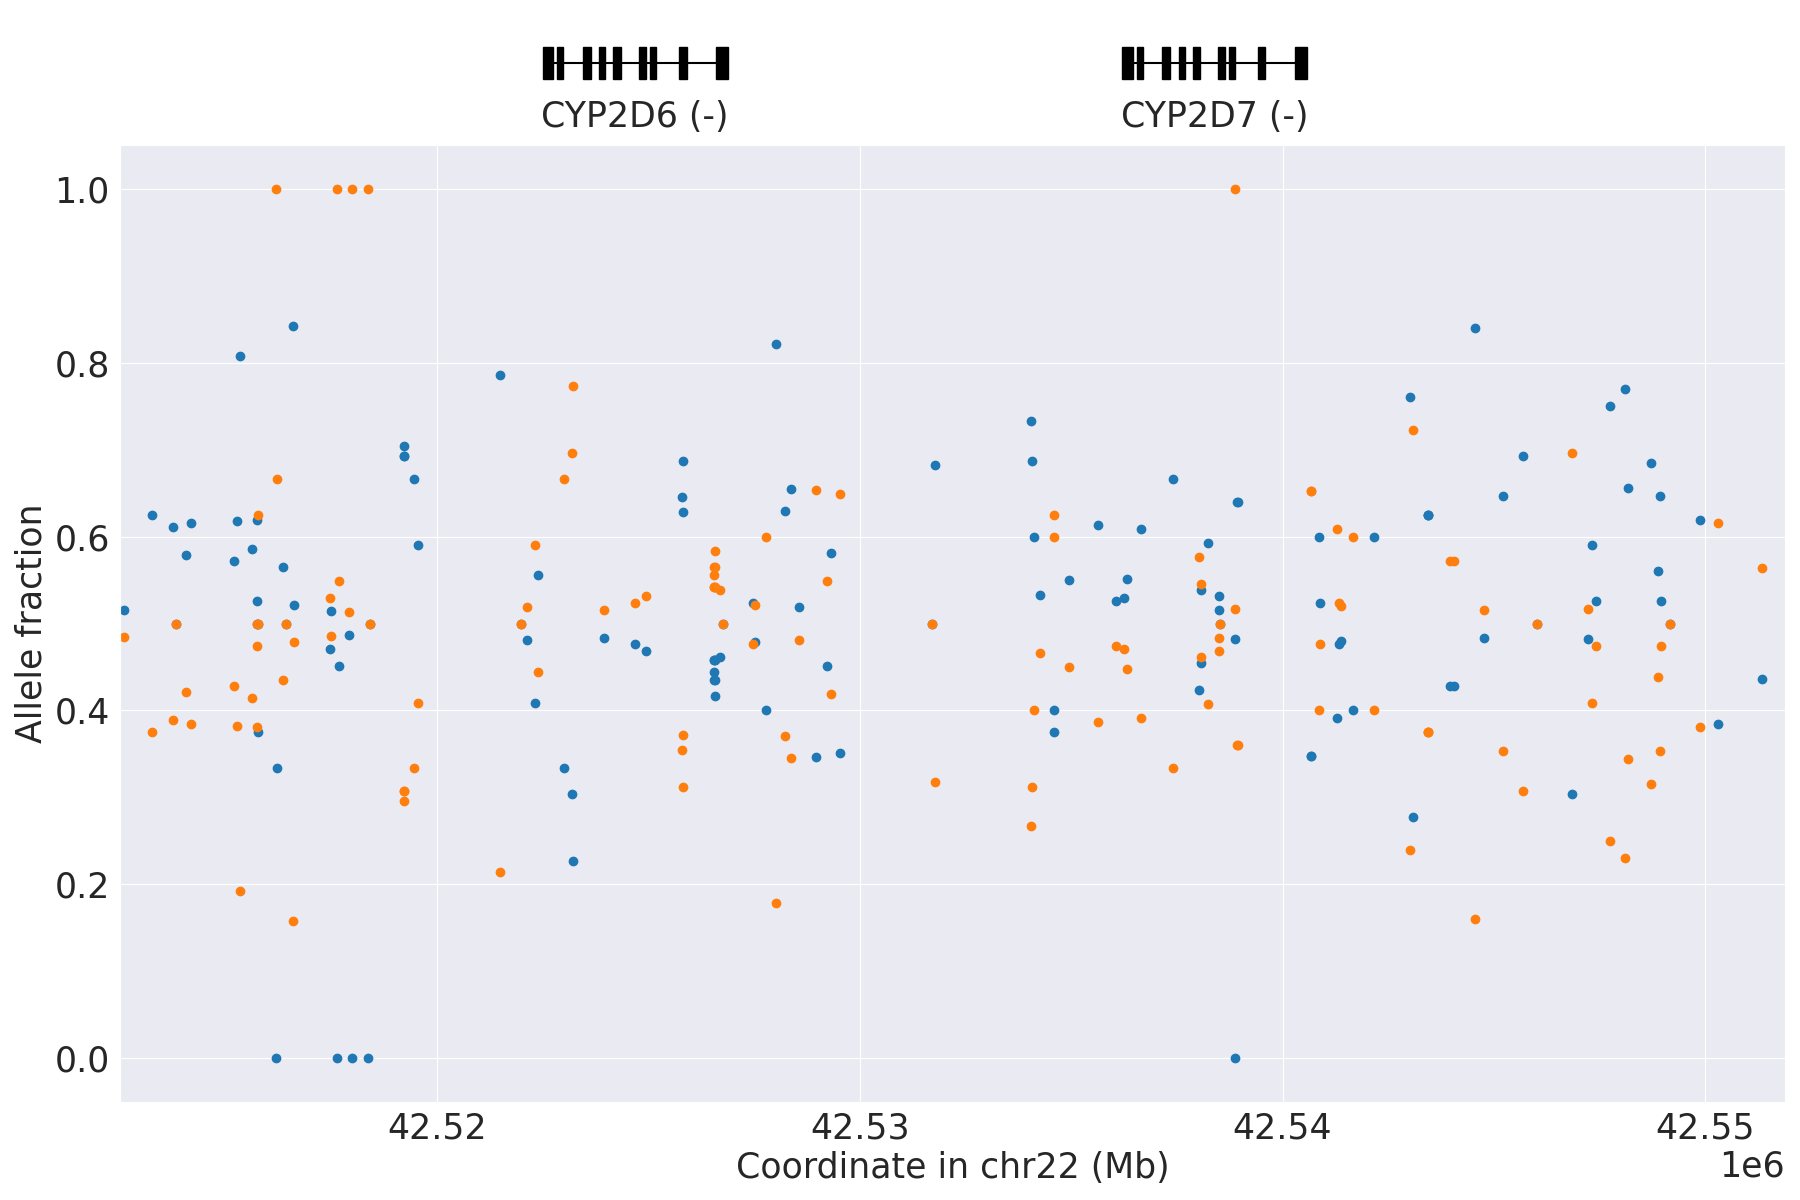 CYP2D6 (-) CYP2D7 (-)
1.0
0.8
0.6
0.4
0.2
0.0
Allele fraction
42.52 42.53 42.54 42.55
Coordinate in chr22 (Mb)
1e6